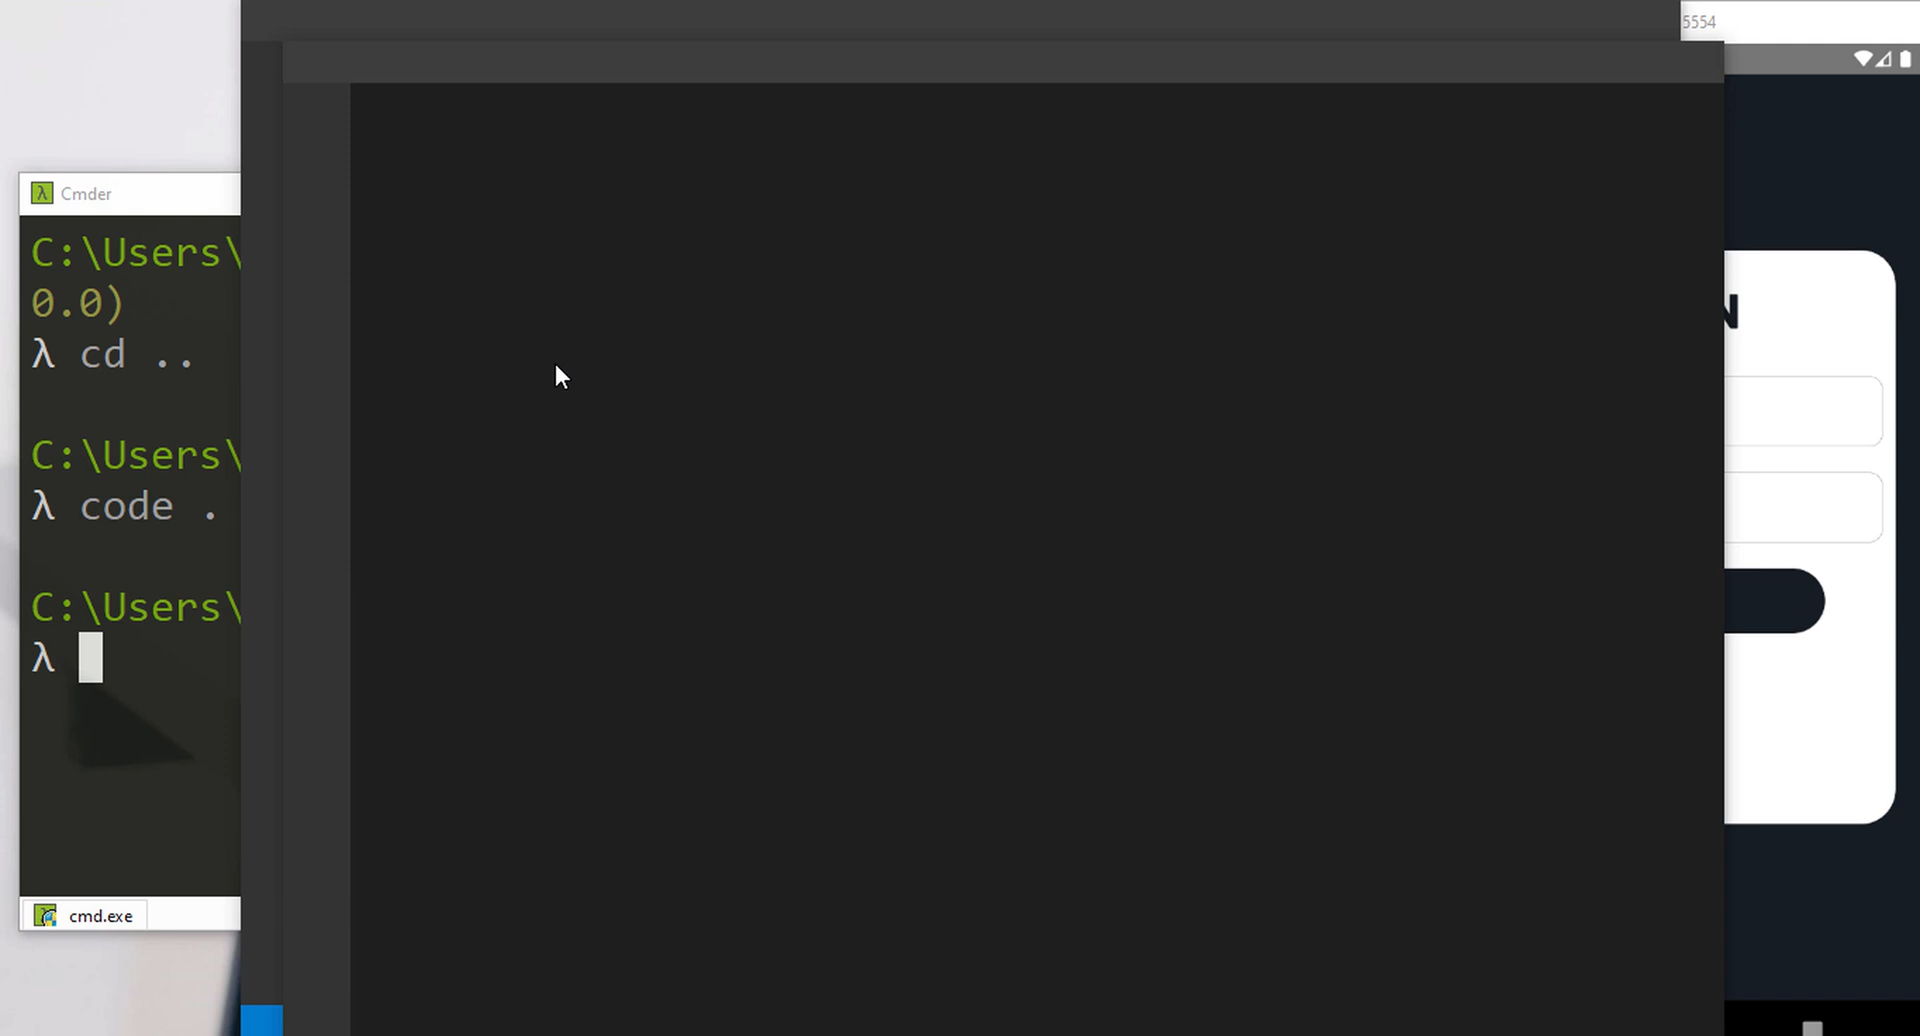 5554
Cmder
C:\Users\
0.0)
λ cd ..
C:\Users\
λ code .
C:\Users\
λ
cmd.exe
N